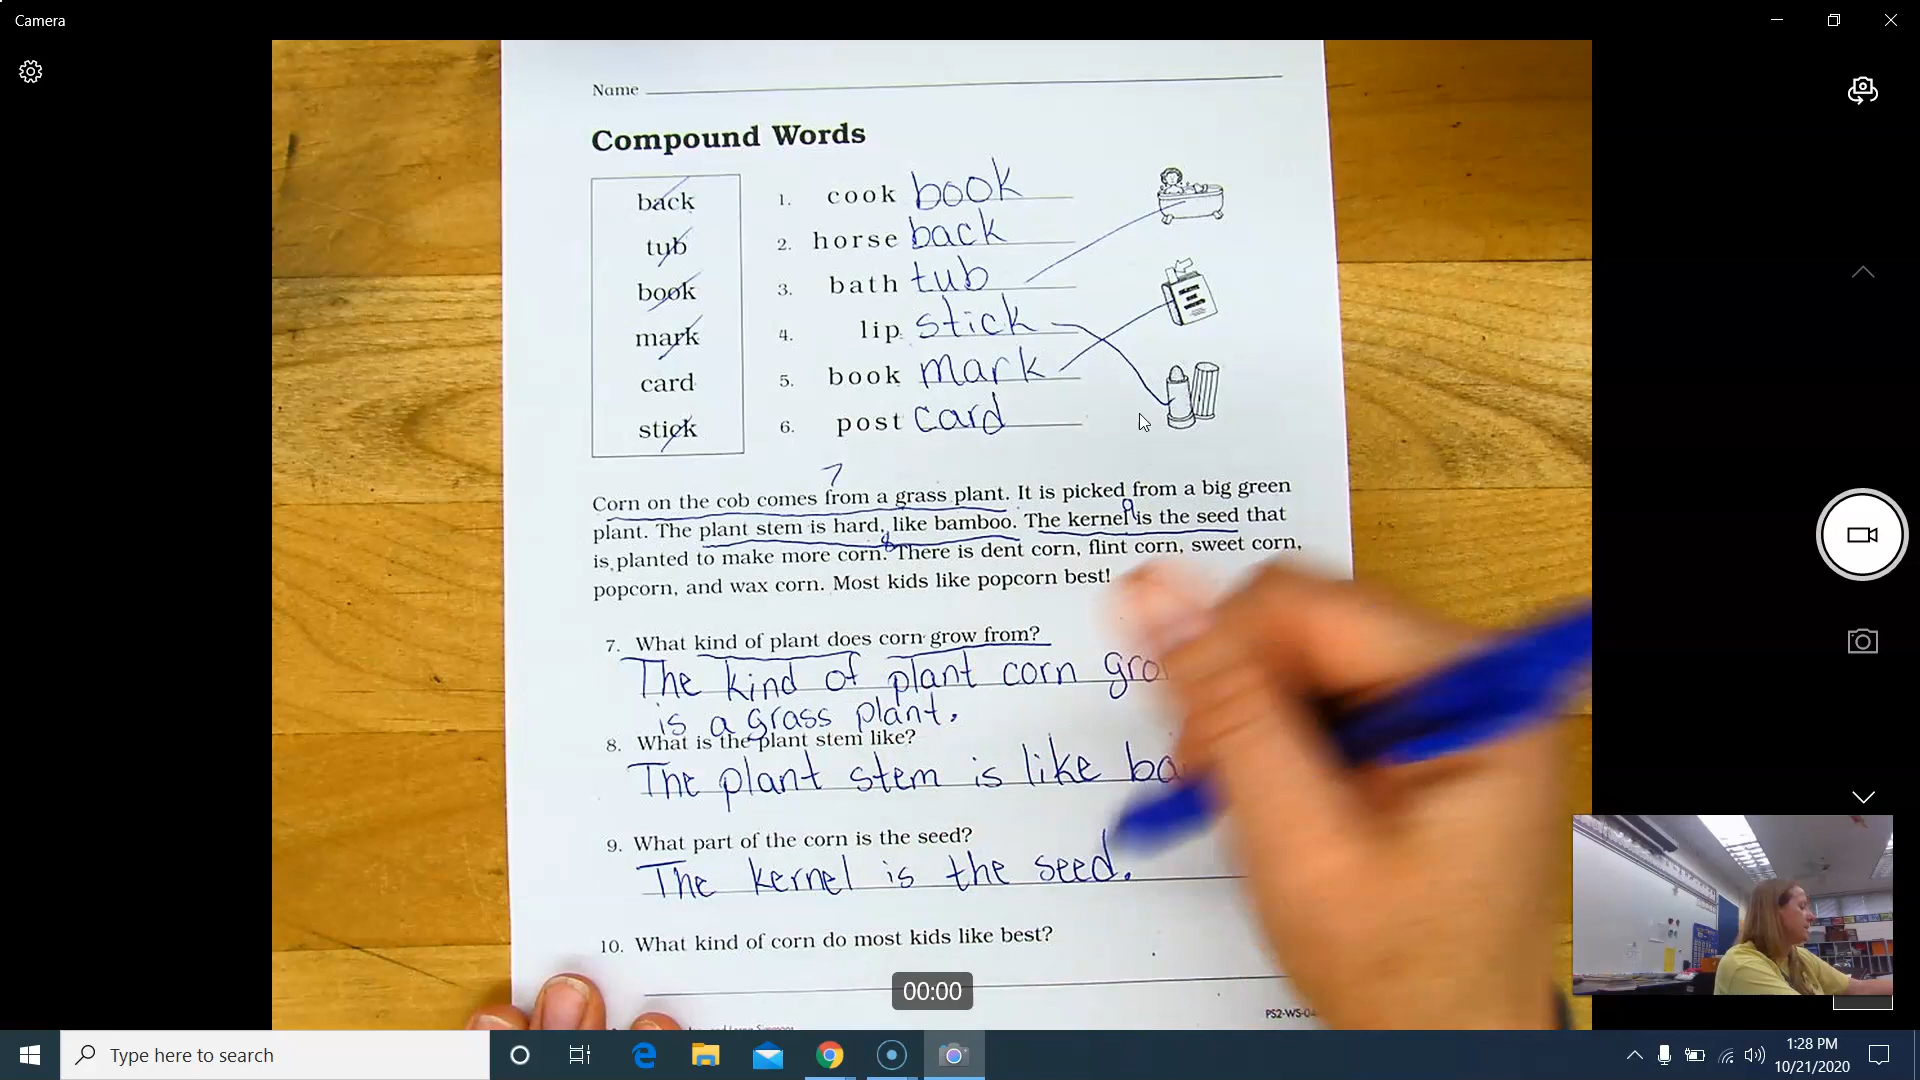 Camera
Name
Compound Words
back
tub
book
mark
card
stick
1. cook book
2. horse back
3. bath tub
4. lip stick
5. book mark
6. post card
7
Corn on the cob comes from a grass plant. It is picked from a big green
9
plant. The plant stem is hard, like bamboo. The kernel is the seed that
8
is planted to make more corn. There is dent corn, flint corn, sweet corn,
popcorn, and wax corn. Most kids like popcorn best!
7. What kind of plant does corn grow from?
The kind of plant corn
is a grass plant.
8. What is the plant stem like?
The plant stem is like
9. What part of the corn is the seed?
The kernel is the seed.
10. What kind of corn do most kids like best?
00:00
Type here to search
1:28 PM
10/21/2020